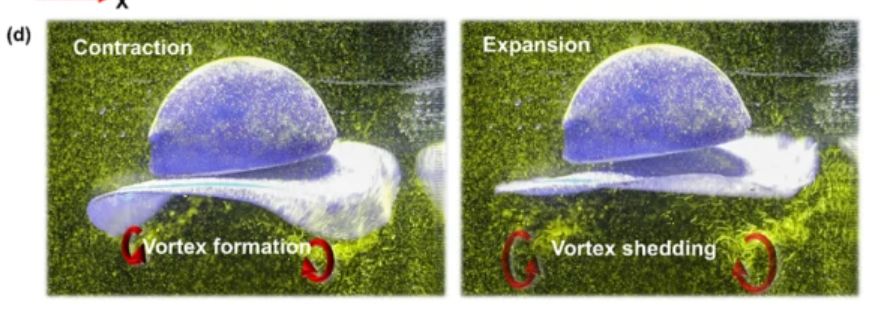 x
(d)
Contraction
Expansion
Vortex formation
Vortex shedding